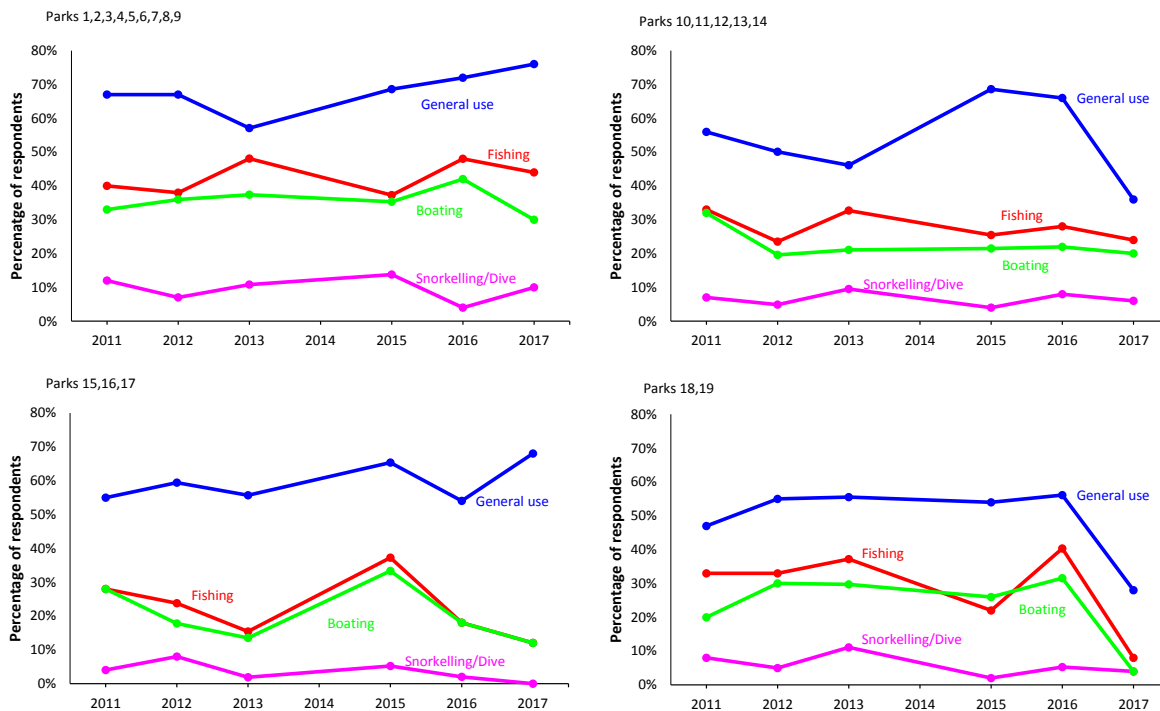 Parks 1,2,3,4,5,6,7,8,9
Percenatge of respondents
80%
70%
60%
50%
40%
30%
20%
10%
0%
General use
Fishing
Boating
Snorkelling/Dive
2011 2012 2013 2014 2015 2016 2017
Parks 10,11,12,13,14
Percentage of respondents
80%
70%
60%
50%
40%
30%
20%
10%
0%
General use
Fishing
Boating
Snorkelling/Dive
2011 2012 2013 2014 2015 2016 2017
Parks 15,16,17
Percentage of respondents
80%
70%
60%
50%
40%
30%
20%
10%
0%
General use
Fishing
Boating
Snorkelling/Dive
2011 2012 2013 2014 2015 2016 2017
Parks 18,19
Percentage of respondents
80%
70%
60%
50%
40%
30%
20%
10%
0%
General use
Fishing
Boating
Snorkelling/Dive
2011 2012 2013 2014 2015 2016 2017